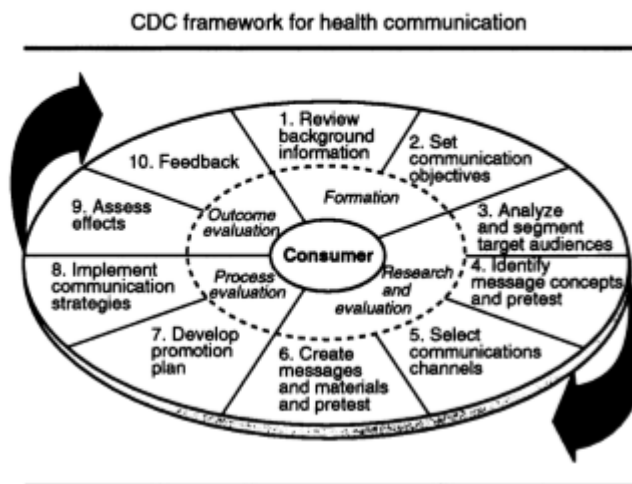 CDC framework for health communication
1. Review
background
information
2. Set
communication
objectives
3. Analyze
and segment
target audiences
4. Identify
message concepts
and pretest
5. Select
communications
channels
6. Create
messages
and materials
and pretest
7. Develop
promotion
plan
8. Implement
communication
strategies
9. Assess
effects
10. Feedback
Formation
Research
and
evaluation
Process
evaluation
Outcome
evaluation
Consumer